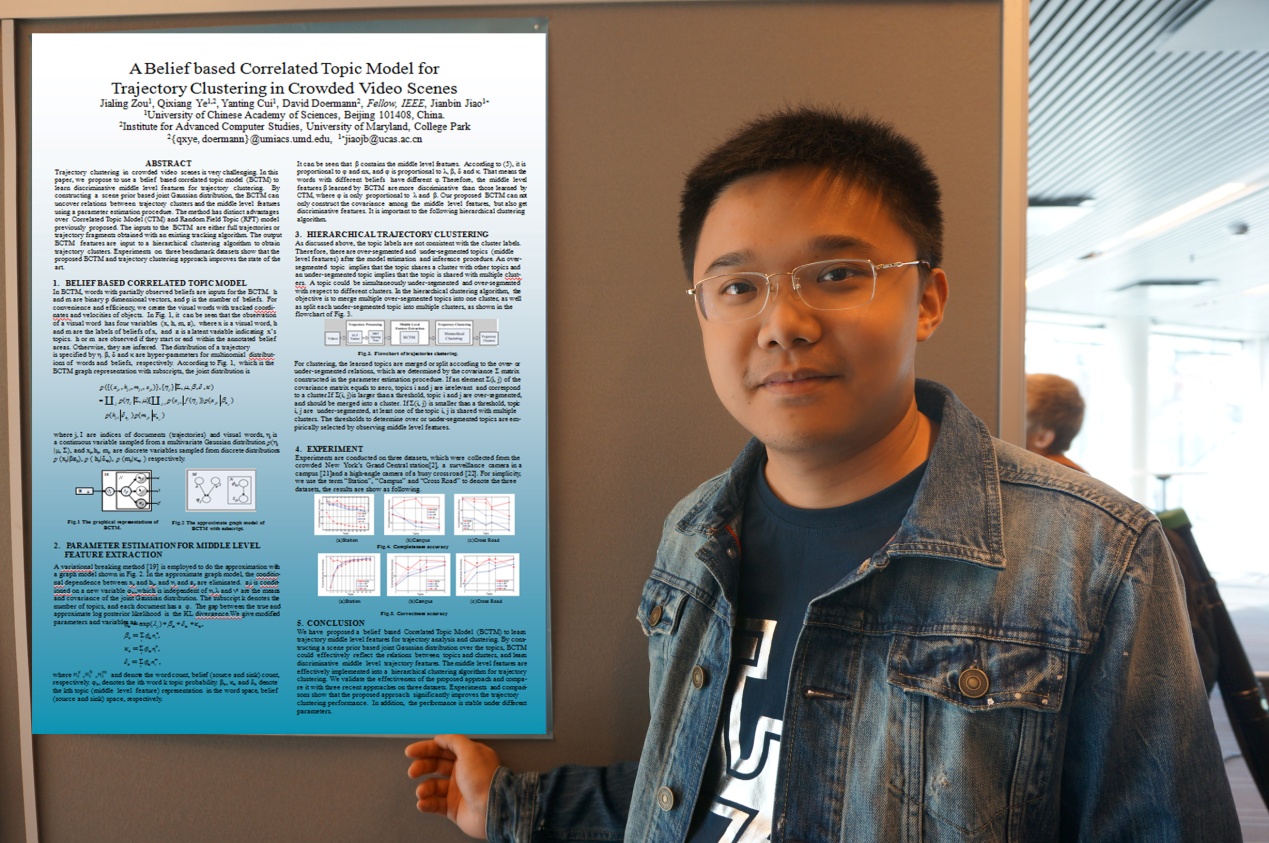 A Belief based Correlated Topic Model for
Trajectory Clustering in Crowded Video Scenes
Jialing Zou¹, Qixiang Ye¹,², Yanting Cui¹, David Doermann², Fellow, IEEE, Jianbin Jiao¹*
¹University of Chinese Academy of Sciences, Beijing 101408, China.
²Institute for Advanced Computer Studies, University of Maryland, College Park
²{qxye, doermann}@umiacs.umd.edu, ¹*jiaojb@ucas.ac.cn
ABSTRACT
Trajectory clustering in crowded video scenes is very challenging. In this
paper, we propose to use a belief based correlated topic model (BCTM) to
learn discriminative middle level features for trajectory clustering. By
constructing a scene prior based joint Gaussian distribution, the BCTM can
uncover relations between trajectory clusters and the middle level features
using a parameter estimation procedure. The method has distinct advantages
over Correlated Topic Model (CTM) and Random Field Topic (RFT) model
previously proposed. The inputs to the BCTM are either full trajectories or
trajectory fragments obtained with an existing tracking algorithm. The output
BCTM features are input to a hierarchical clustering algorithm to obtain
trajectory clusters. Experiments on three benchmark datasets show that the
proposed BCTM and trajectory clustering approach improves the state of the
art.
1. BELIEF BASED CORRELATED TOPIC MODEL
In BCTM, words with partially observed beliefs are inputs for the BCTM. h
and m are binary p dimensional vectors, and p is the number of beliefs. For
convenience and efficiency, we create the visual words with tracked coordi-
nates and velocities of objects. In Fig. 1, it can be seen that the observation
of a visual word has four variables (x, h, m, z), where x is a visual word, h
and m are the labels of beliefs of x, and z is a latent variable indicating x's
topics. h or m are observed if they start or end within the annotated belief
areas. Otherwise, they are inferred. The distribution of a trajectory
is specified by η, β, δ and κ are hyper-parameters for multinomial distribut-
ions of words and beliefs, respectively. According to Fig. 1, which is the
BCTM graph representation, the joint distribution is
where j, I are indices of documents (trajectories) and visual words,
a continuous variable sampled from a multivariate Gaussian distribution
are discrete variables sampled from discrete distributions
respectively.
Fig.1 The graphical representations of
BCTM.
Fig.2 The approximate graph model of
BCTM with subscript.
2. PARAMETER ESTIMATION FOR MIDDLE LEVEL
FEATURE EXTRACTION
A variational breaking method [19] is employed to do the approximation with
a graph model shown in Fig. 2. In the approximate graph model, the conditio-
nal dependence between are eliminated.
and covariance of the joint Gaussian distribution. The subscript k denotes the
number of topics, and each document has a φ. The gap between the true and
approximate log posterior likelihood is the KL divergence.We give modified
parameters and variable as
where and denote the word count, belief (source and sink) count,
respectively. denotes the ith word k topic probability. denote
the kth topic (middle level feature) representation in the word space, belief
(source and sink) space, respectively.
It can be seen that β contains the middle level features. According to (5), it is
proportional to φ and nx, and φ is proportional to λ, β, δ and κ. That means the
words with different beliefs have different φ. Therefore, the middle level
features β learned by BCTM are more discriminative than those learned by
CTM, where φ is only proportional to λ and β. Our proposed BCTM can not
only construct the covariance among the middle level features, but also get
discriminative features. It is important to the following hierarchical clustering
algorithm.
3. HIERARCHICAL TRAJECTORY CLUSTERING
As discussed above, the topic labels are not consistent with the cluster labels.
Therefore, there are over-segmented and under-segmented topics (middle
level features) after the model estimation and inference procedure. An over-
segmented topic implies that the topic shares a cluster with other topics and
an under-segmented topic implies that the topic is shared with multiple clust-
ers. A topic could be simultaneously under-segmented and over-segmented
with respect to different clusters. In the hierarchical clustering algorithm, the
objective is to merge multiple over-segmented topics into one cluster, as well
as split each under-segmented topic into multiple clusters, as shown in the
flowchart of Fig. 3.
Fig.3. Flowchart of trajectories clustering.
For clustering, the learned topics are merged or split according to the over- or
under-segmented relations, which are determined by the covariance Σ matrix
constructed in the parameter estimation procedure. If an element Σ(i, j) of the
covariance matrix equals to zero, topics i and j are irrelevant and correspond
to a cluster.If Σ(i, j)is larger than a threshold, topic i and j are over-segmented,
and should be merged into a cluster. If Σ(i, j) is smaller than a threshold, topic
i, j are under-segmented, at least one of the topic i, j is shared with multiple
clusters. The thresholds to determine over or under-segmented topics are em-
pirically selected by observing middle level features.
4. EXPERIMENT
Experiments are conducted on three datasets, which were collected from the
crowded New York's Grand Central station[2], a surveillance camera in a
campus [21]and a high-angle camera of a busy crossroad [22]. For simplicity,
we use the term "Station", "Campus" and "Cross Road" to denote the three
datasets, the results are show as following.
(a)Station (b)Campus (c)Cross Road
Fig.4. Completeness accuracy
(a)Station (b)Campus (c)Cross Road
Fig.5. Correctness accuracy
5. CONCLUSION
We have proposed a belief based Correlated Topic Model (BCTM) to learn
trajectory middle level features for trajectory analysis and clustering. By cons-
tructing a scene prior based joint Gaussian distribution over the topics, BCTM
could effectively reflect the relations between topics and clusters, and learn
discriminative middle level trajectory features. The middle level features are
effectively implemented into a hierarchical clustering algorithm for trajectory
clustering. We validate the effectiveness of the proposed approach and compa-
re it with three recent approaches on three datasets. Experiments and compari-
sons show that the proposed approach significantly improves the trajectory
clustering performance. In addition, the performance is stable under different
parameters.